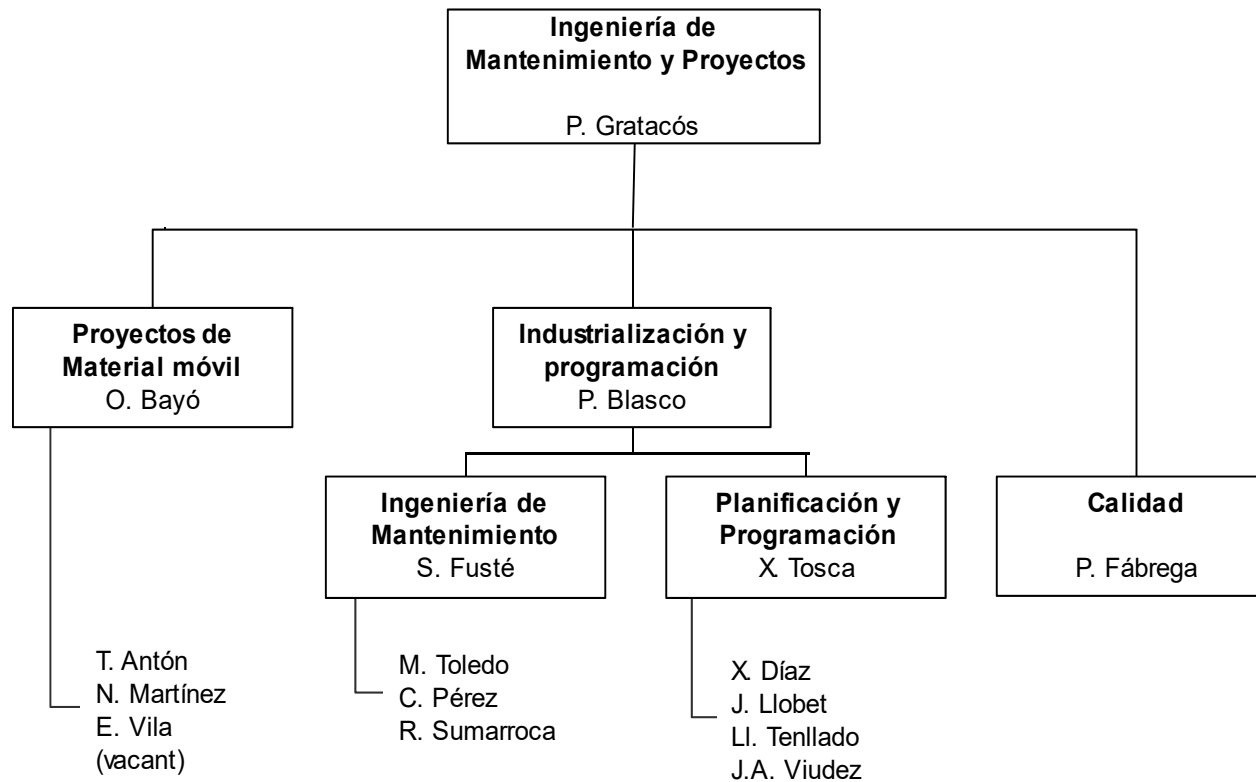 Ingeniería de
Mantenimiento y Proyectos
P. Gratacós
Proyectos de
Material móvil
O. Bayó
Industrialización y
programación
P. Blasco
Ingeniería de
Mantenimiento
S. Fusté
Planificación y
Programación
X. Tosca
Calidad
P. Fábrega
T. Antón
N. Martínez
E. Vila
(vacant)
M. Toledo
C. Pérez
R. Sumarroca
X. Díaz
J. Llobet
Ll. Tenllado
J.A. Viudez